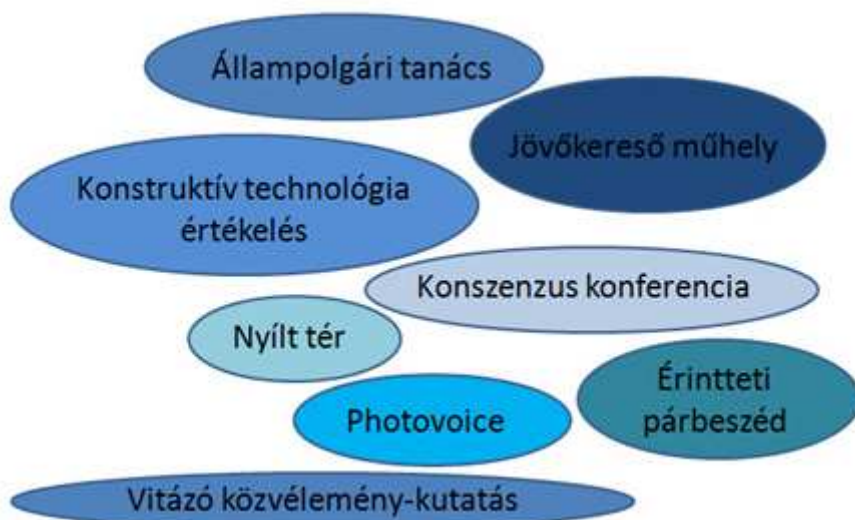 Állampolgári tanács
Jövőkereső műhely
Konstruktív technológia
értékelés
Konszenzus konferencia
Nyílt tér
Érintteti
párbeszéd
Photovoice
Vitázó közvélemény-kutatás